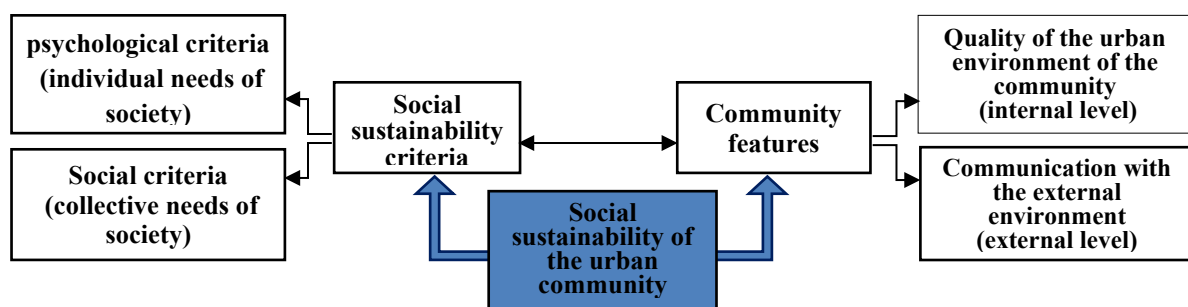 psychological criteria
(individual needs of
society)
Social criteria
(collective needs of
society)
Social
sustainability
criteria
Community
features
Social
sustainability of
the urban
community
Quality of the urban
environment of the
community
(internal level)
Communication with
the external
environment
(external level)